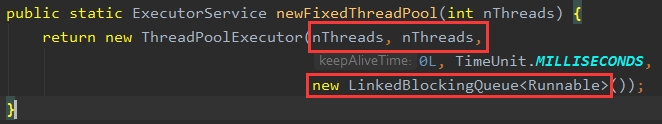 public static ExecutorService newFixedThreadPool(int nThreads) {
return new ThreadPoolExecutor(nThreads, nThreads,
keepAliveTime: 0L, TimeUnit.MILLISECONDS,
new LinkedBlockingQueue<Runnable>());
}